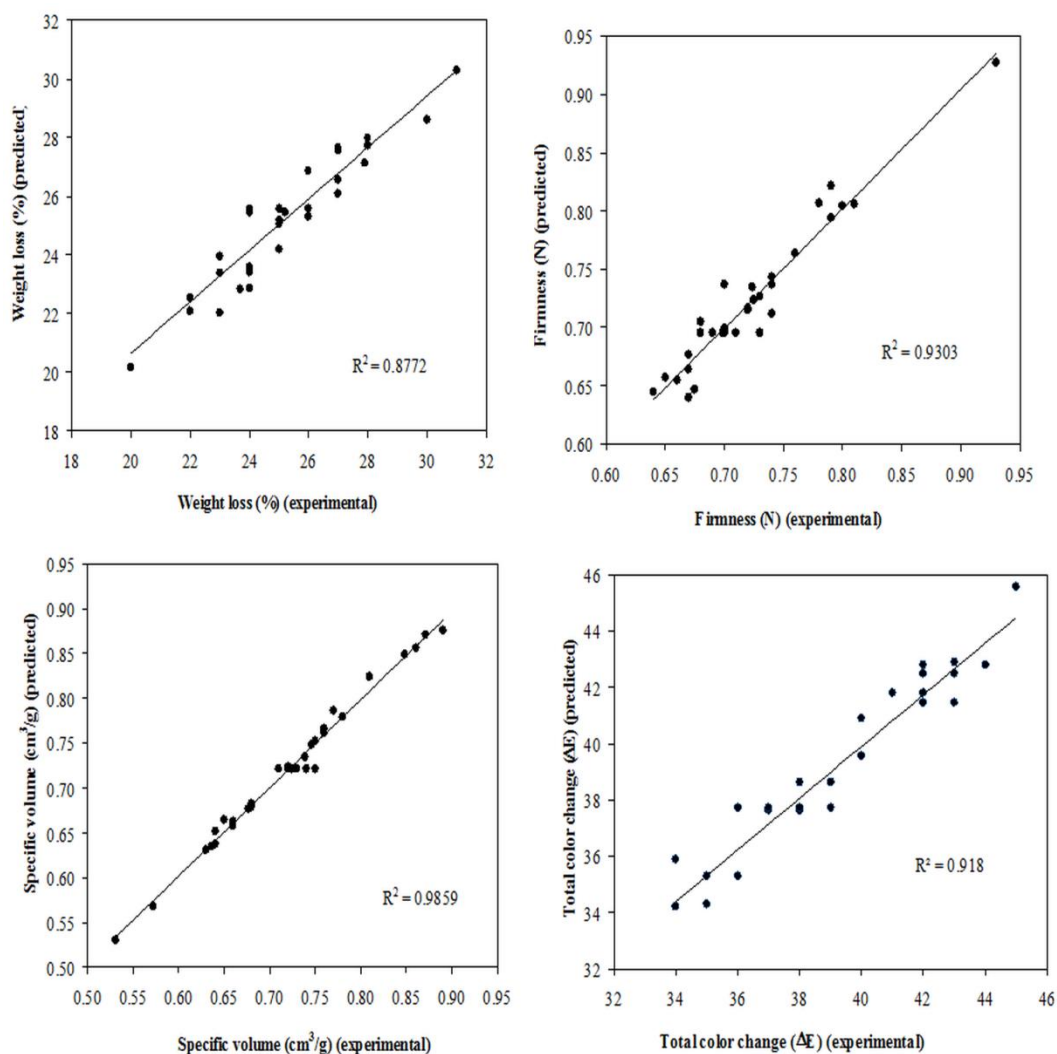 Weight loss (%) (predicted)
32
30
28
26
24
22
20
18
R² = 0.8772
18 20 22 24 26 28 30 32
Weight loss (%) (experimental)
Firmness (N) (predicted)
0.95
0.90
0.85
0.80
0.75
0.70
0.65
0.60
R² = 0.9303
0.60 0.65 0.70 0.75 0.80 0.85 0.90 0.95
Firmness (N) (experimental)
Specific volume (cm³/g) (predicted)
0.95
0.90
0.85
0.80
0.75
0.70
0.65
0.60
0.55
0.50
R² = 0.9859
0.50 0.55 0.60 0.65 0.70 0.75 0.80 0.85 0.90 0.95
Specific volume (cm³/g) (experimental)
Total color change (ΔE) (predicted)
46
44
42
40
38
36
34
32
R² = 0.918
32 34 36 38 40 42 44 46
Total color change (ΔE) (experimental)